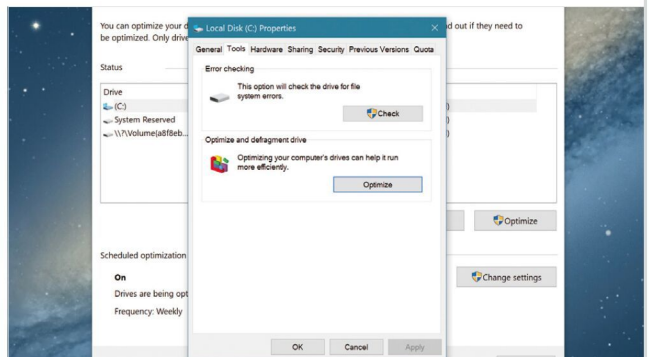 You can optimize your d
nd out if they need to
be optimized. Only drive
Status
Drive
(C:)
System Reserved
\\?\Volume{a8f8eb...
Optimize
Scheduled optimization
On
Drives are being opt
Frequency: Weekly
Change settings
Local Disk (C:) Properties
General Tools Hardware Sharing Security Previous Versions Quota
Error checking
This option will check the drive for file
system errors.
Check
Optimize and defragment drive
Optimizing your computer's drives can help it run
more efficiently.
Optimize
OK Cancel Apply